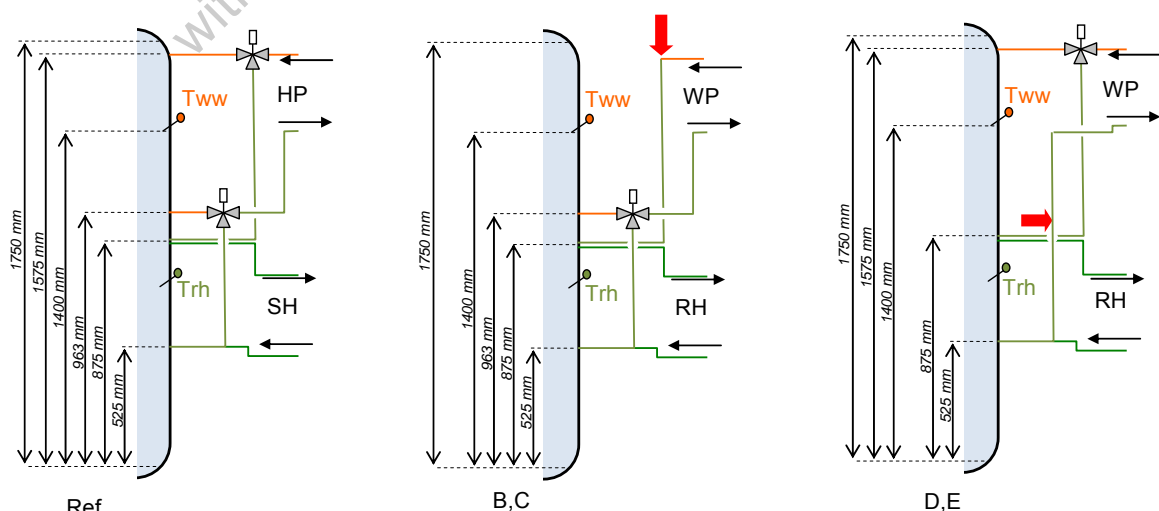 with
HP
Tww
SH
Trh
1750 mm
1575 mm
1400 mm
963 mm
875 mm
525 mm
Ref
WP
Tww
RH
Trh
1750 mm
1400 mm
963 mm
875 mm
525 mm
B,C
WP
Tww
RH
Trh
1750 mm
1575 mm
1400 mm
875 mm
525 mm
D,E